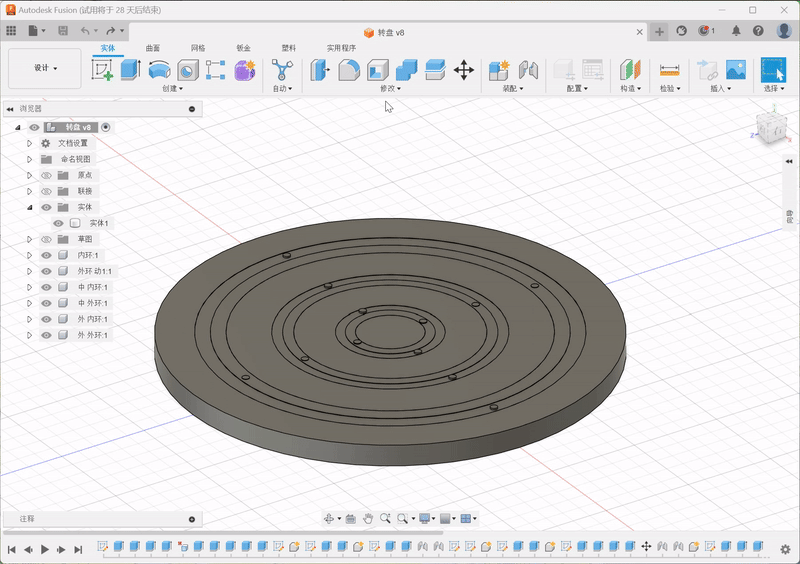 Autodesk Fusion (试用将于 28 天后结束)
转盘 v8
1
实体
曲面
网格
钣金
塑料
实用程序
设计
创建
自动
修改
装配
配置
构造
检验
插入
选择
浏览器
转盘 v8
文档设置
命名视图
原点
联接
实体
实体1
草图
内环:1
外环 动1:1
中 内环:1
中 外环:1
外 内环:1
外 外环:1
Z
X
注释